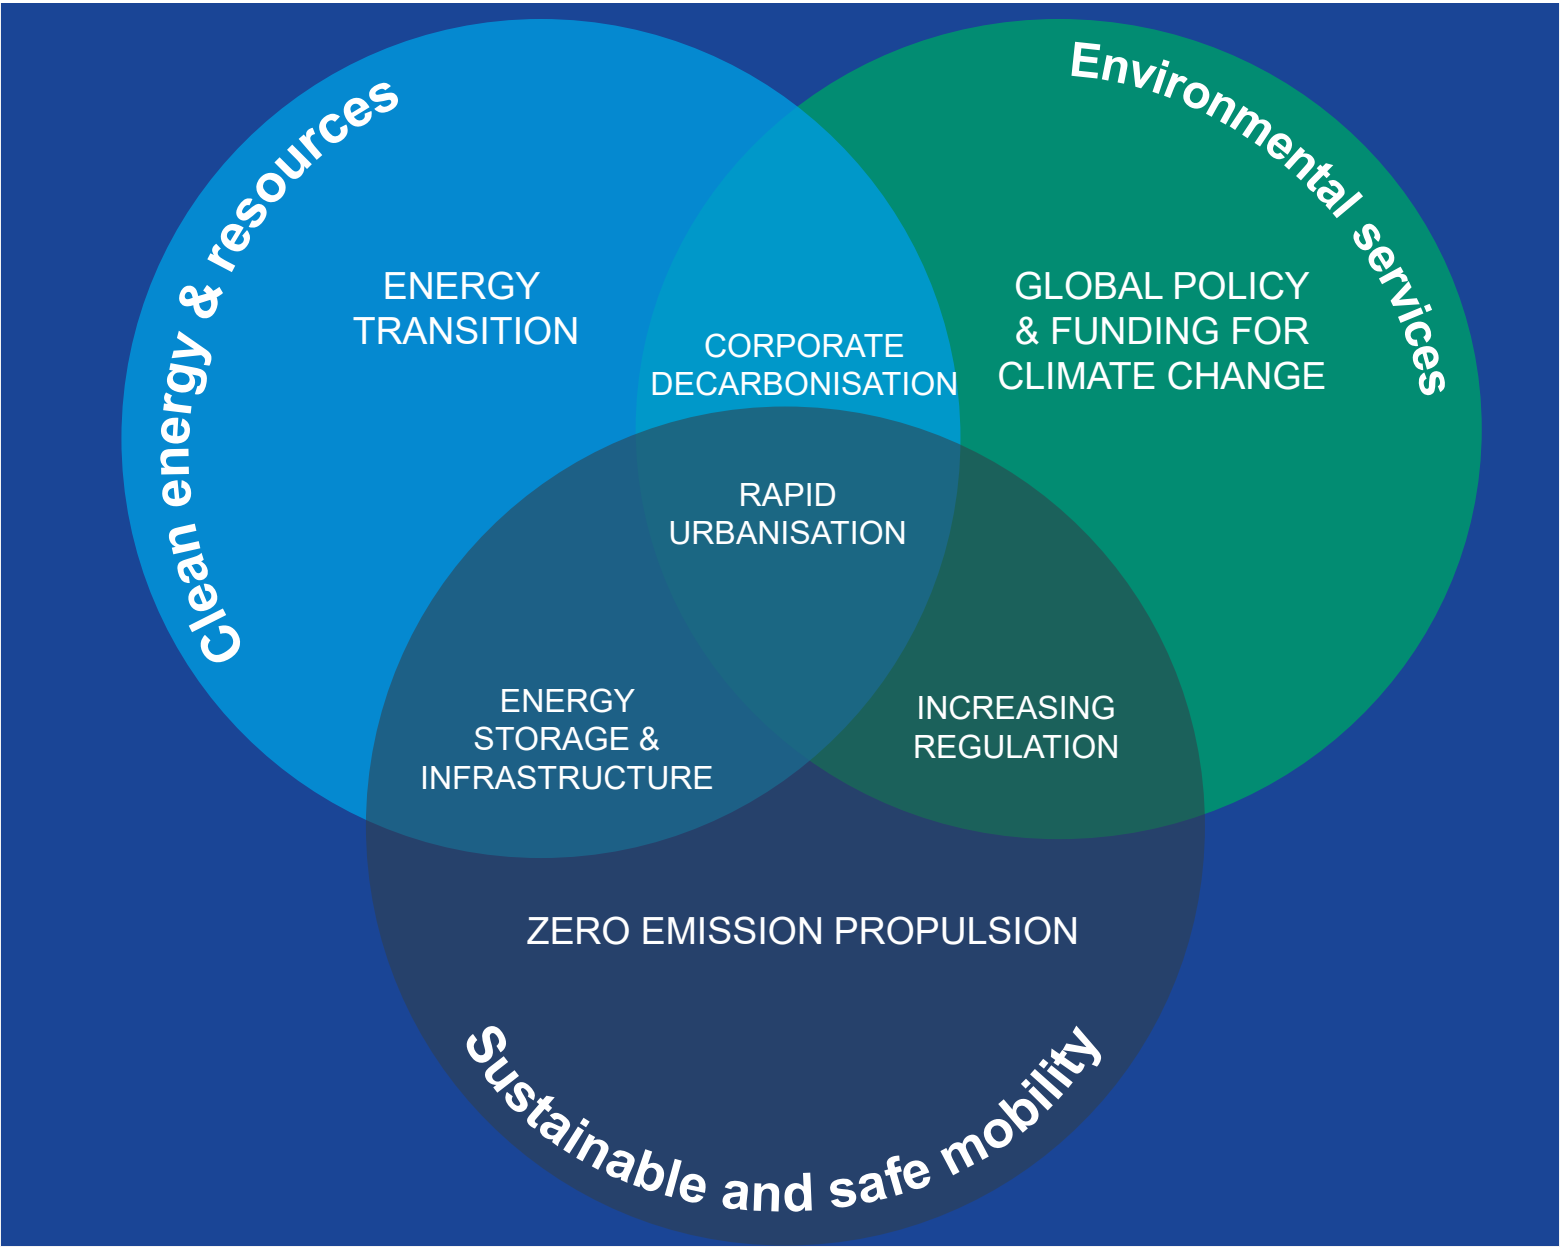 Clean energy & resources
Environmental services
ENERGY
TRANSITION
GLOBAL POLICY
& FUNDING FOR
CLIMATE CHANGE
CORPORATE
DECARBONISATION
RAPID
URBANISATION
ENERGY
STORAGE &
INFRASTRUCTURE
INCREASING
REGULATION
ZERO EMISSION PROPULSION
Sustainable and safe mobility